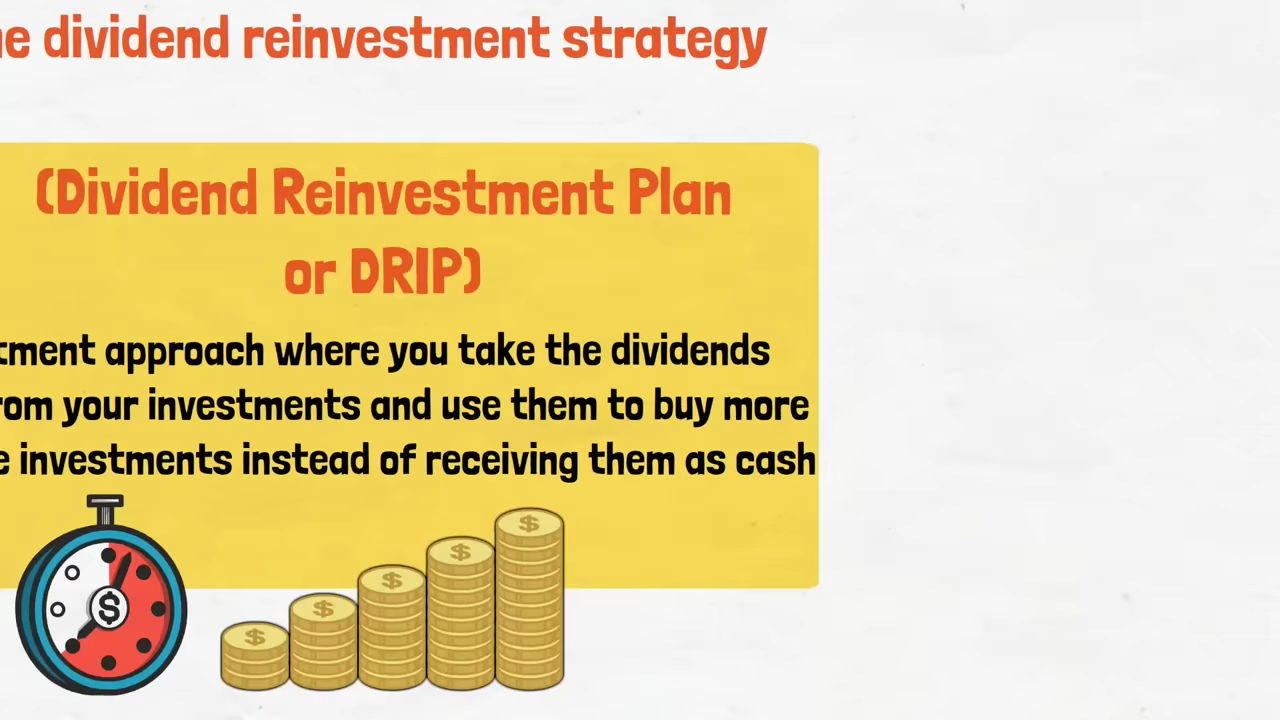 he dividend reinvestment strategy
(Dividend Reinvestment Plan
or DRIP)
tment approach where you take the dividends
rom your investments and use them to buy more
e investments instead of receiving them as cash
$
$
$
$
$
$